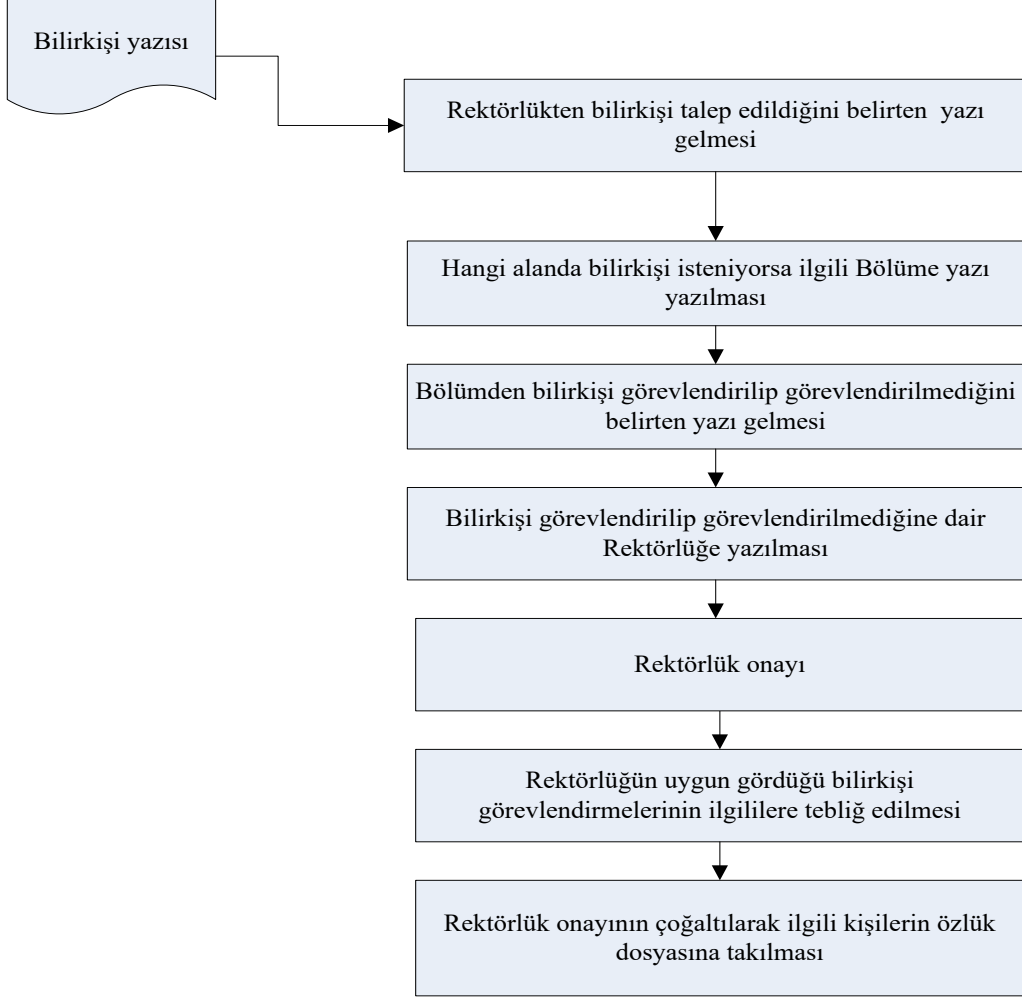 Bilirkişi yazısı
Rektörlükten bilirkişi talep edildiğini belirten yazı
gelmesi
Hangi alanda bilirkişi isteniyorsa ilgili Bölüme yazı
yazılması
Bölümden bilirkişi görevlendirilip görevlendirilmediğini
belirten yazı gelmesi
Bilirkişi görevlendirilip görevlendirilmediğine dair
Rektörlüğe yazılması
Rektörlük onayı
Rektörlüğün uygun gördüğü bilirkişi
görevlendirmelerinin ilgililere tebliğ edilmesi
Rektörlük onayının çoğaltılarak ilgili kişilerin özlük
dosyasına takılması